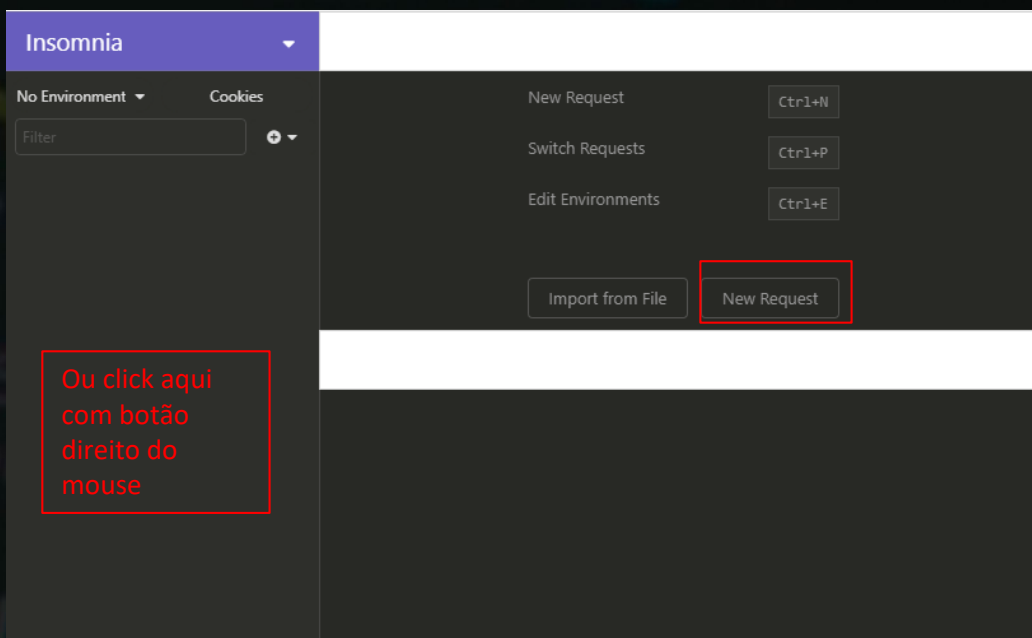 Insomnia
No Environment
Cookies
Filter
New Request
Ctrl+N
Switch Requests
Ctrl+P
Edit Environments
Ctrl+E
Import from File
New Request
Ou click aqui
com botão
direito do
mouse